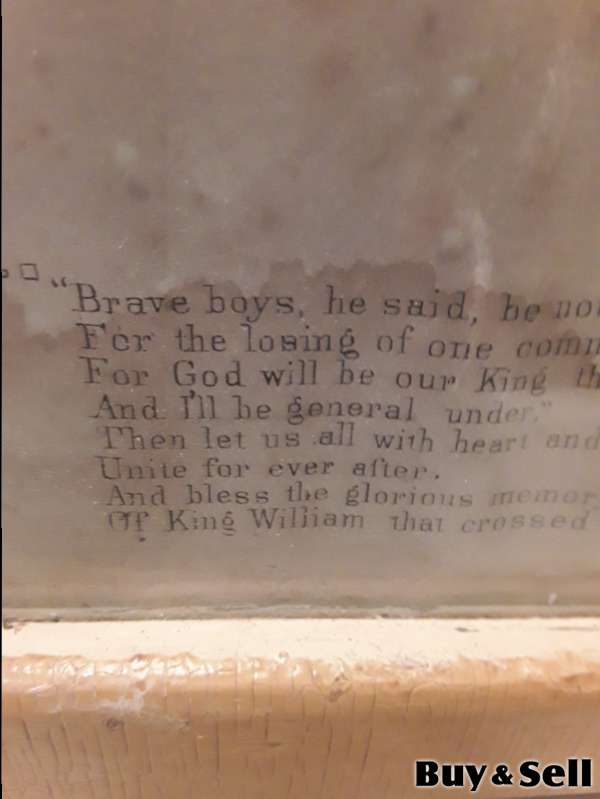 "Brave boys, he said, be no
For the losing of one
For God will be our King
And I'll be general under."
Then let us all with heart and
Unite for ever after.
And bless the glorious
Of King William that crossed
Buy & Sell